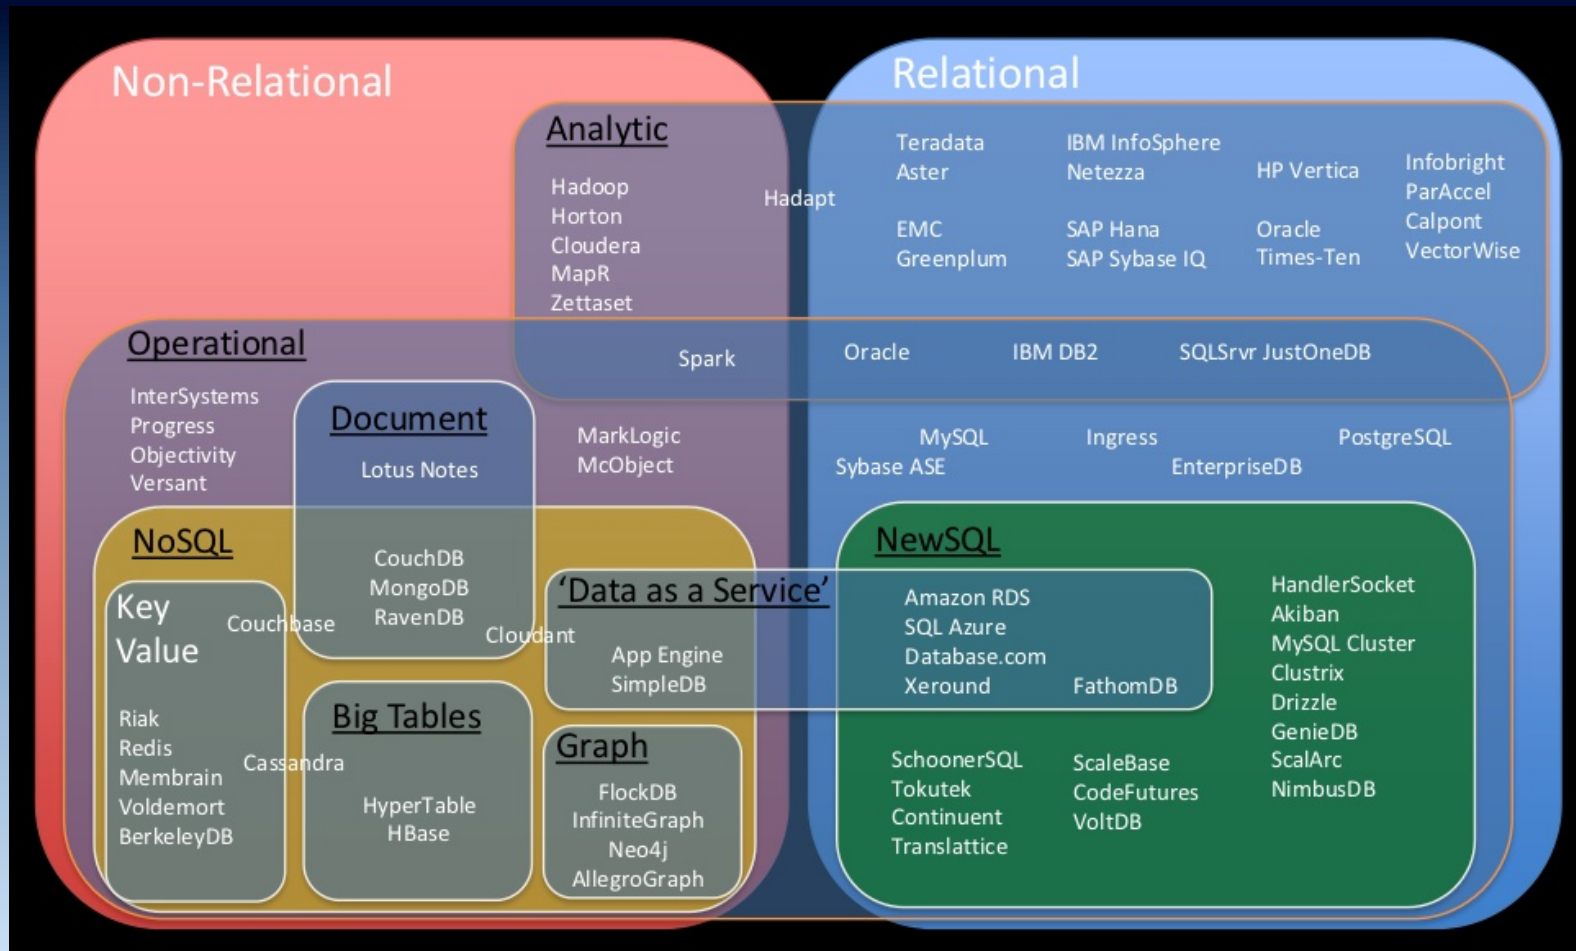 Non-Relational
Relational
Analytic
Hadoop
Horton
Cloudera
MapR
Zettaset
Hadapt
Teradata
Aster
EMC
Greenplum
IBM InfoSphere
Netezza
SAP Hana
SAP Sybase IQ
HP Vertica
Oracle
Times-Ten
Infobright
ParAccel
Calpont
VectorWise
Operational
Spark
Oracle
IBM DB2
SQLSrvr JustOneDB
InterSystems
Progress
Objectivity
Versant
Document
Lotus Notes
MarkLogic
McObject
MySQL
Ingress
PostgreSQL
Sybase ASE
EnterpriseDB
NoSQL
CouchDB
MongoDB
RavenDB
Key
Value
Couchbase
Cloudant
Riak
Redis
Membrain
Voldemort
BerkeleyDB
Cassandra
Big Tables
HyperTable
HBase
‘Data as a Service’
App Engine
SimpleDB
Graph
FlockDB
InfiniteGraph
Neo4j
AllegroGraph
NewSQL
Amazon RDS
SQL Azure
Database.com
Xeround
FathomDB
HandlerSocket
Akiban
MySQL Cluster
Clustrix
Drizzle
GenieDB
ScalArc
NimbusDB
SchoonerSQL
Tokutek
Continuent
Translattice
ScaleBase
CodeFutures
VoltDB